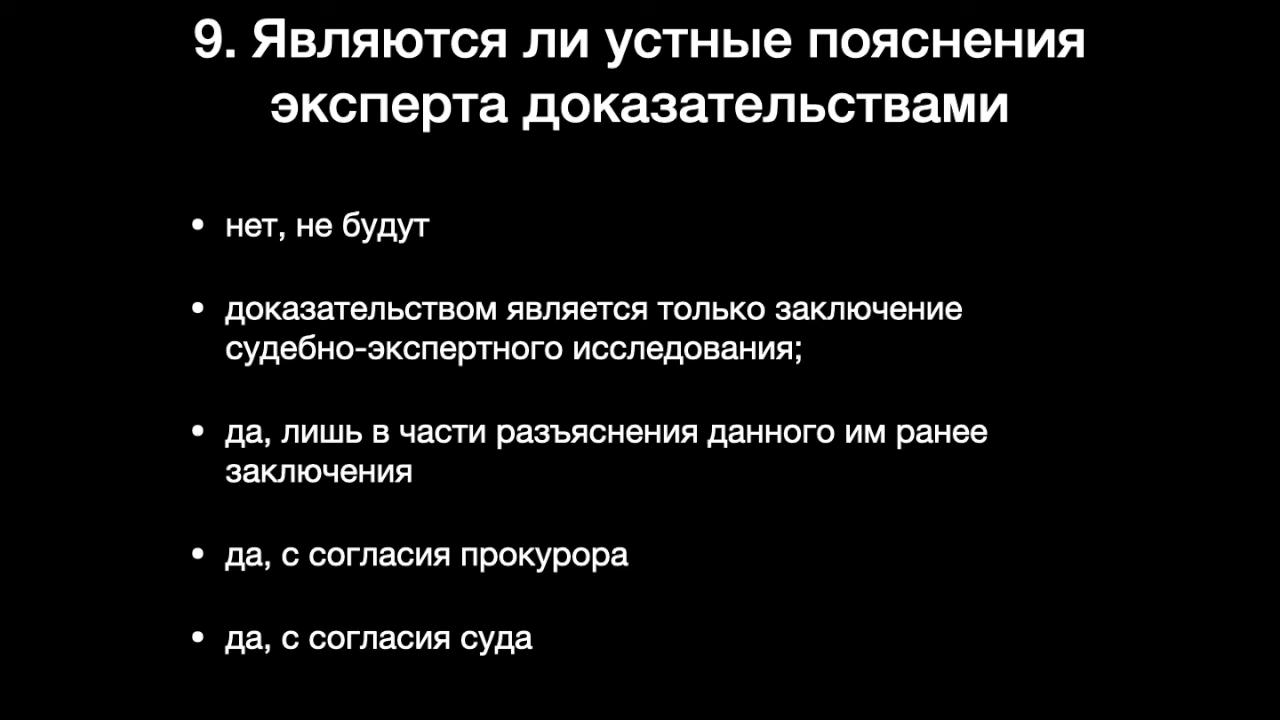 9. Являются ли устные пояснения
эксперта доказательствами
• нет, не будут
• доказательством является только заключение
судебно-экспертного исследования;
• да, лишь в части разъяснения данного им ранее
заключения
• да, с согласия прокурора
• да, с согласия суда